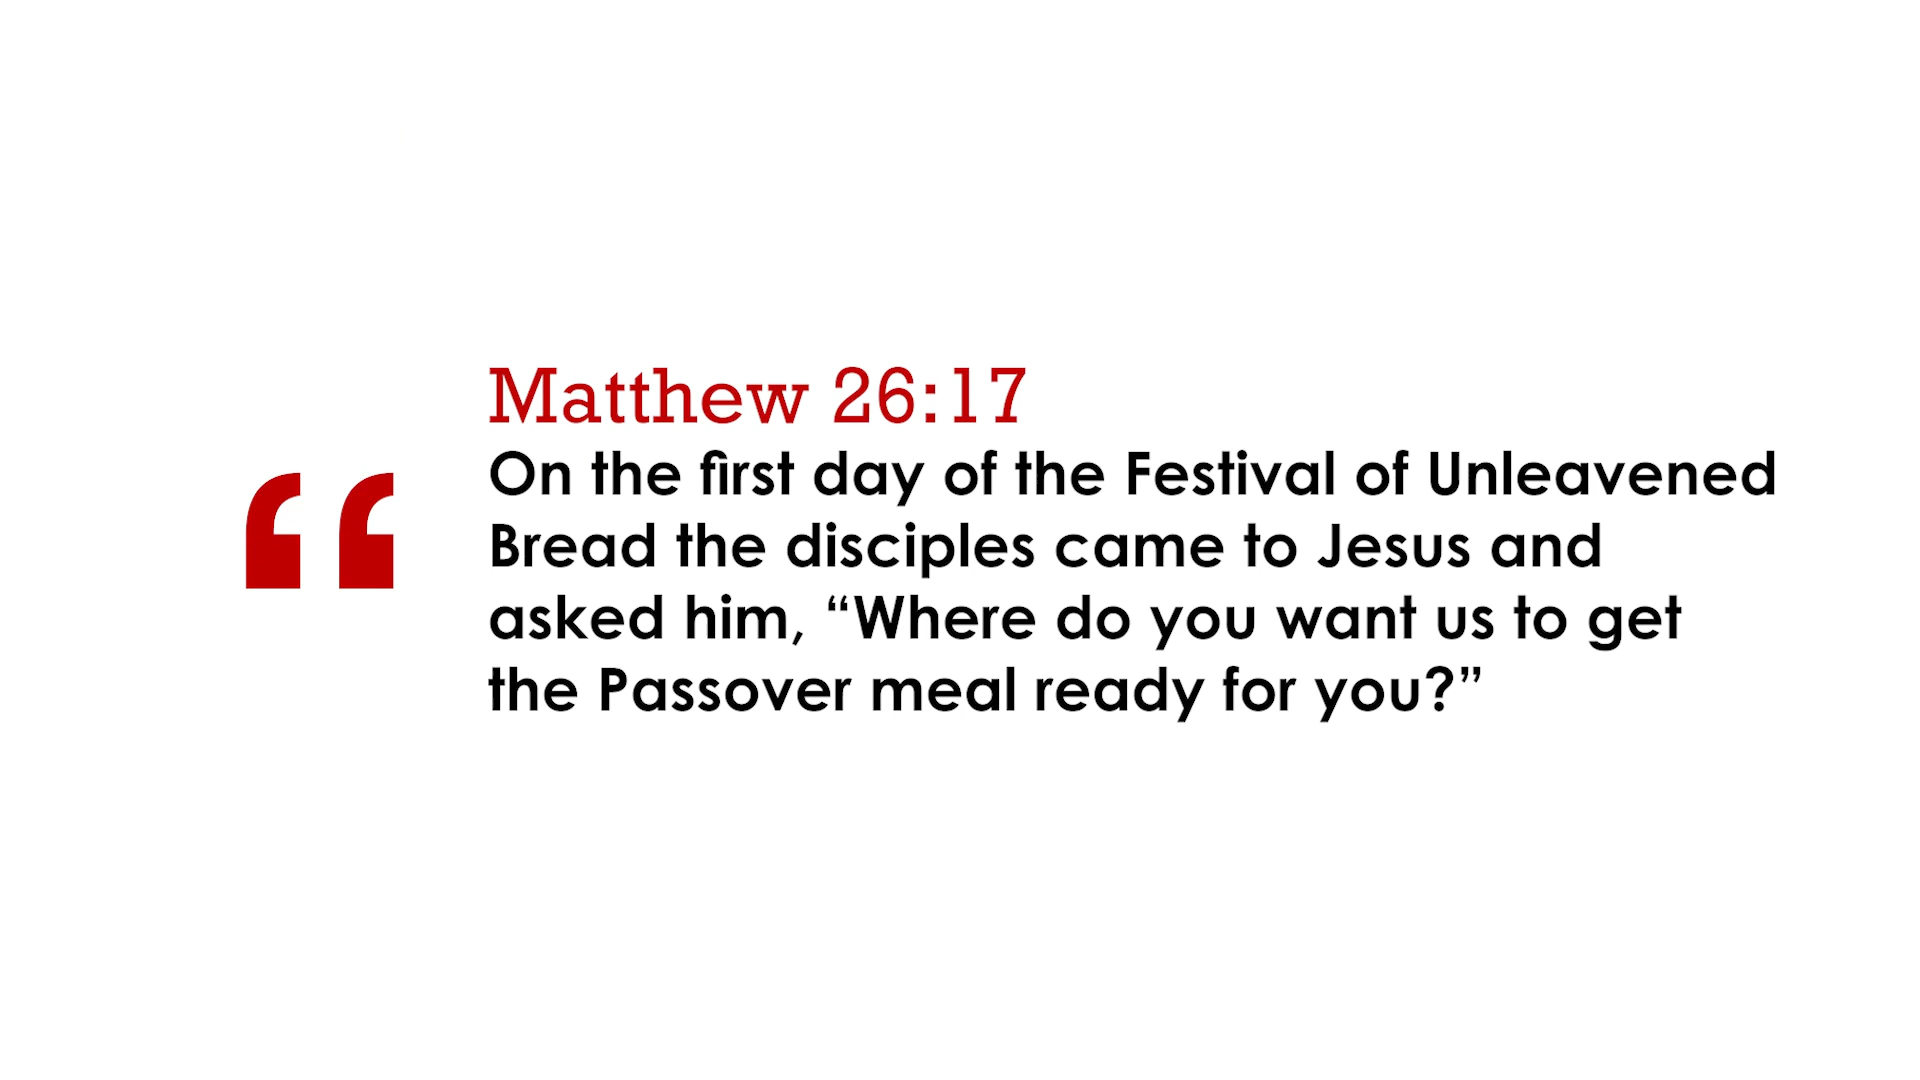 Matthew 26:17
“
On the first day of the Festival of Unleavened
Bread the disciples came to Jesus and
asked him, “Where do you want us to get
the Passover meal ready for you?”